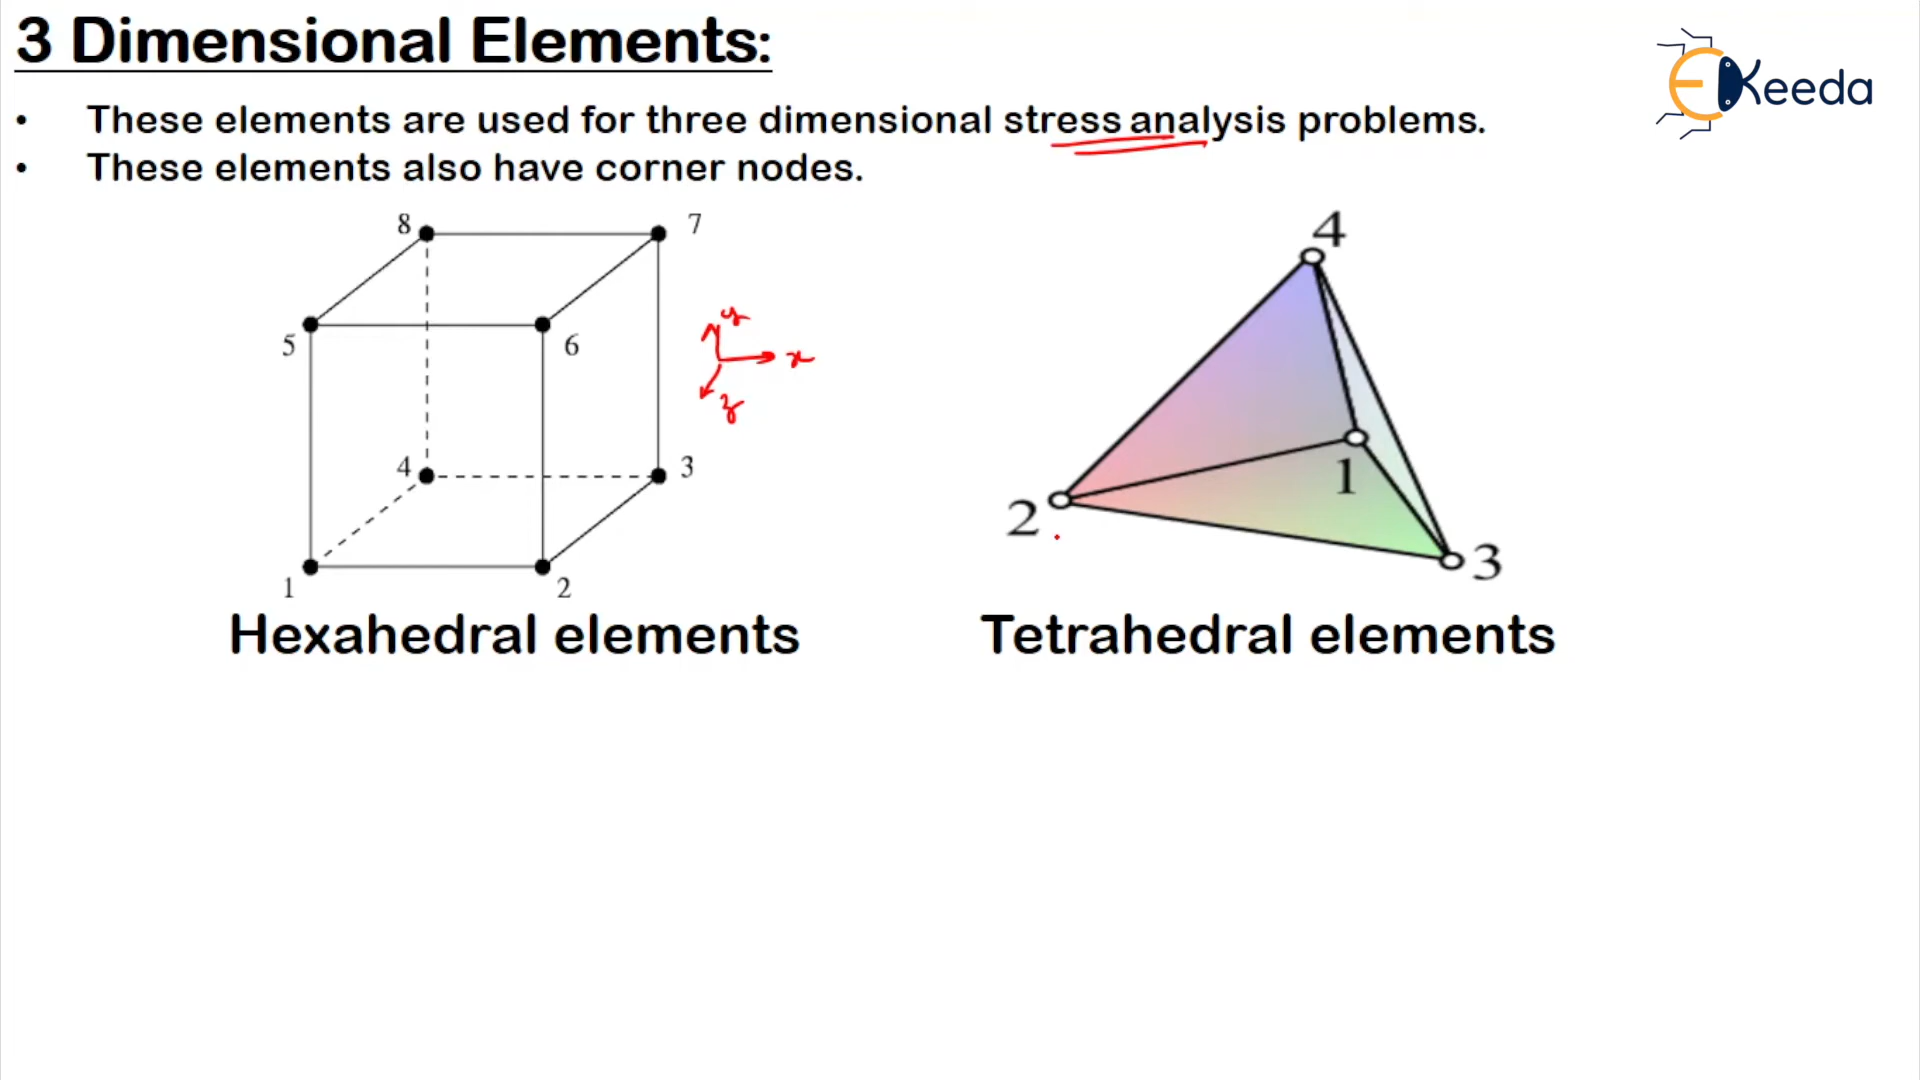 3 Dimensional Elements:
EKeeda
• These elements are used for three dimensional stress analysis problems.
• These elements also have corner nodes.
8 7
5 6
4 3
1 2
y
x
z
4
1
2
3
Hexahedral elements
Tetrahedral elements